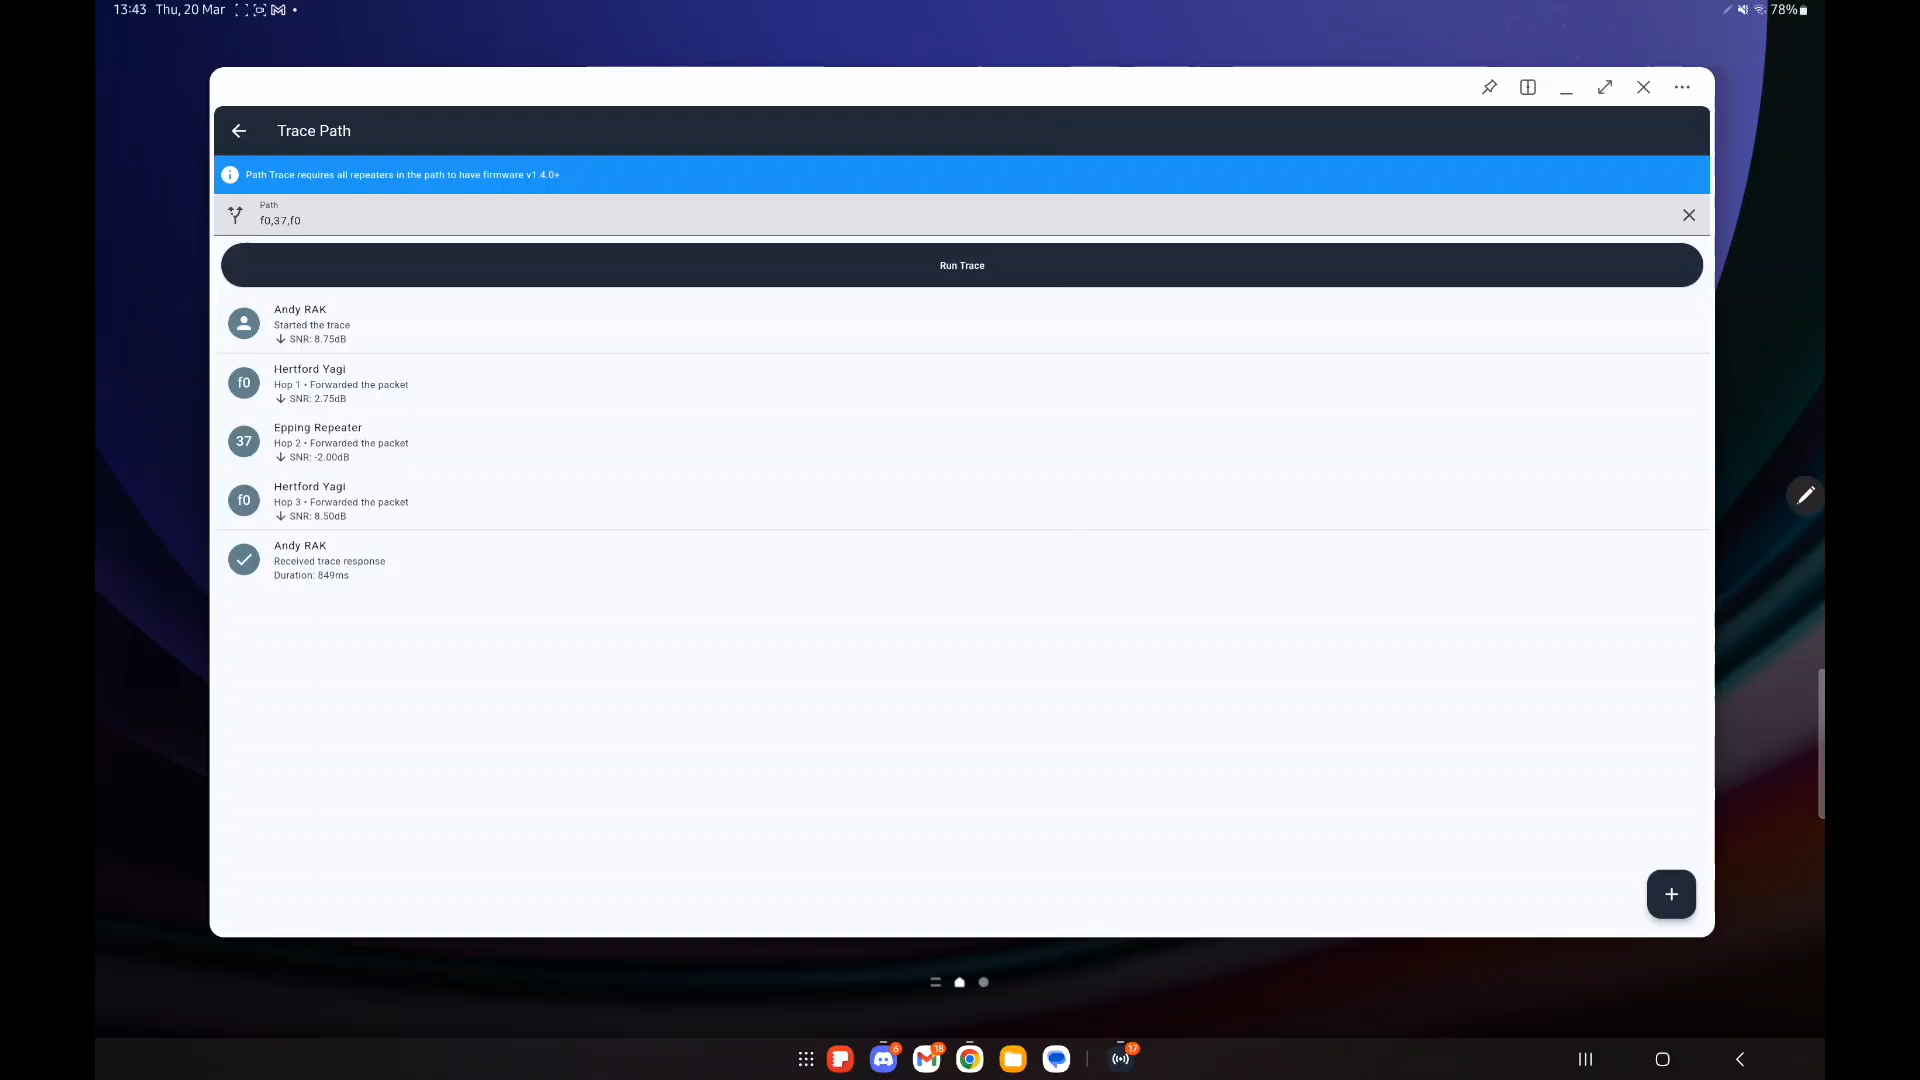 13:43 Thu, 20 Mar
78%
Trace Path
Path Trace requires all repeaters in the path to have firmware v1.4.0+
Path
f0,37,f0
Run Trace
Andy RAK
Started the trace
↓ SNR: 8.75dB
f0
Hertford Yagi
Hop 1 • Forwarded the packet
↓ SNR: 2.75dB
37
Epping Repeater
Hop 2 • Forwarded the packet
↓ SNR: -2.00dB
f0
Hertford Yagi
Hop 3 • Forwarded the packet
↓ SNR: 8.50dB
Andy RAK
Received trace response
Duration: 849ms
6
18
17